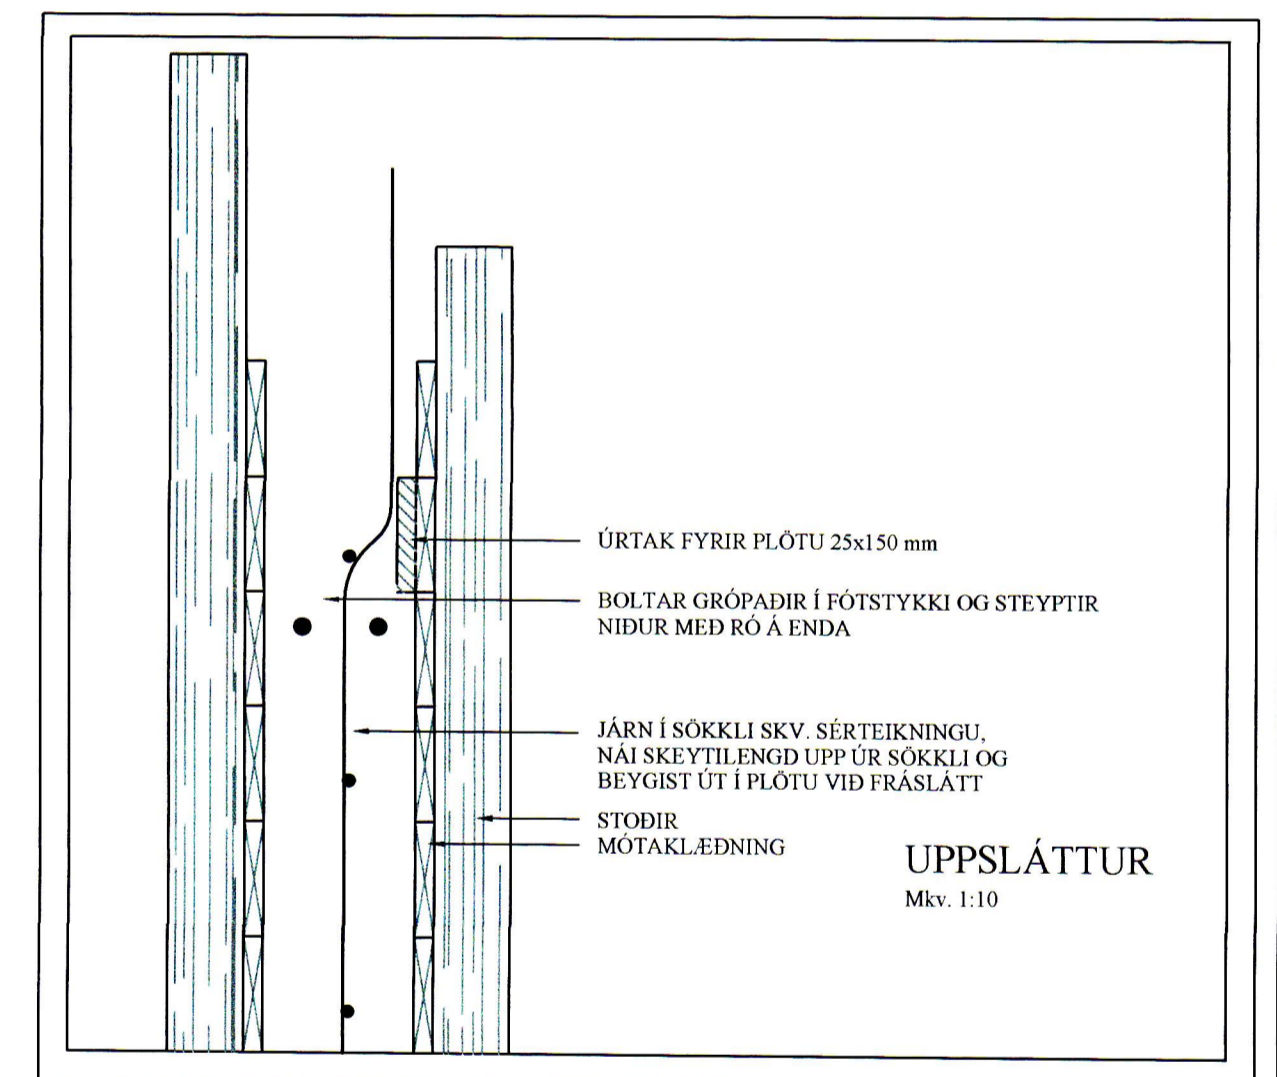 ÚRTAK FYRIR PLÖTU 25x150 mm
BOLTAR GRÓPAÐIR Í FÓTSTYKKI OG STEYPTIR
NIÐUR MEÐ RÓ Á ENDA
JÁRN Í SÖKKLI SKV. SÉRTEIKNINGU,
NÁI SKEYTILENGD UPP ÚR SÖKKLI OG
BEYGIST ÚT Í PLÖTU VIÐ FRÁSLÁTT
STOÐIR
MÓTAKLÆÐNING
UPPSLÁTTUR
Mkv. 1:10